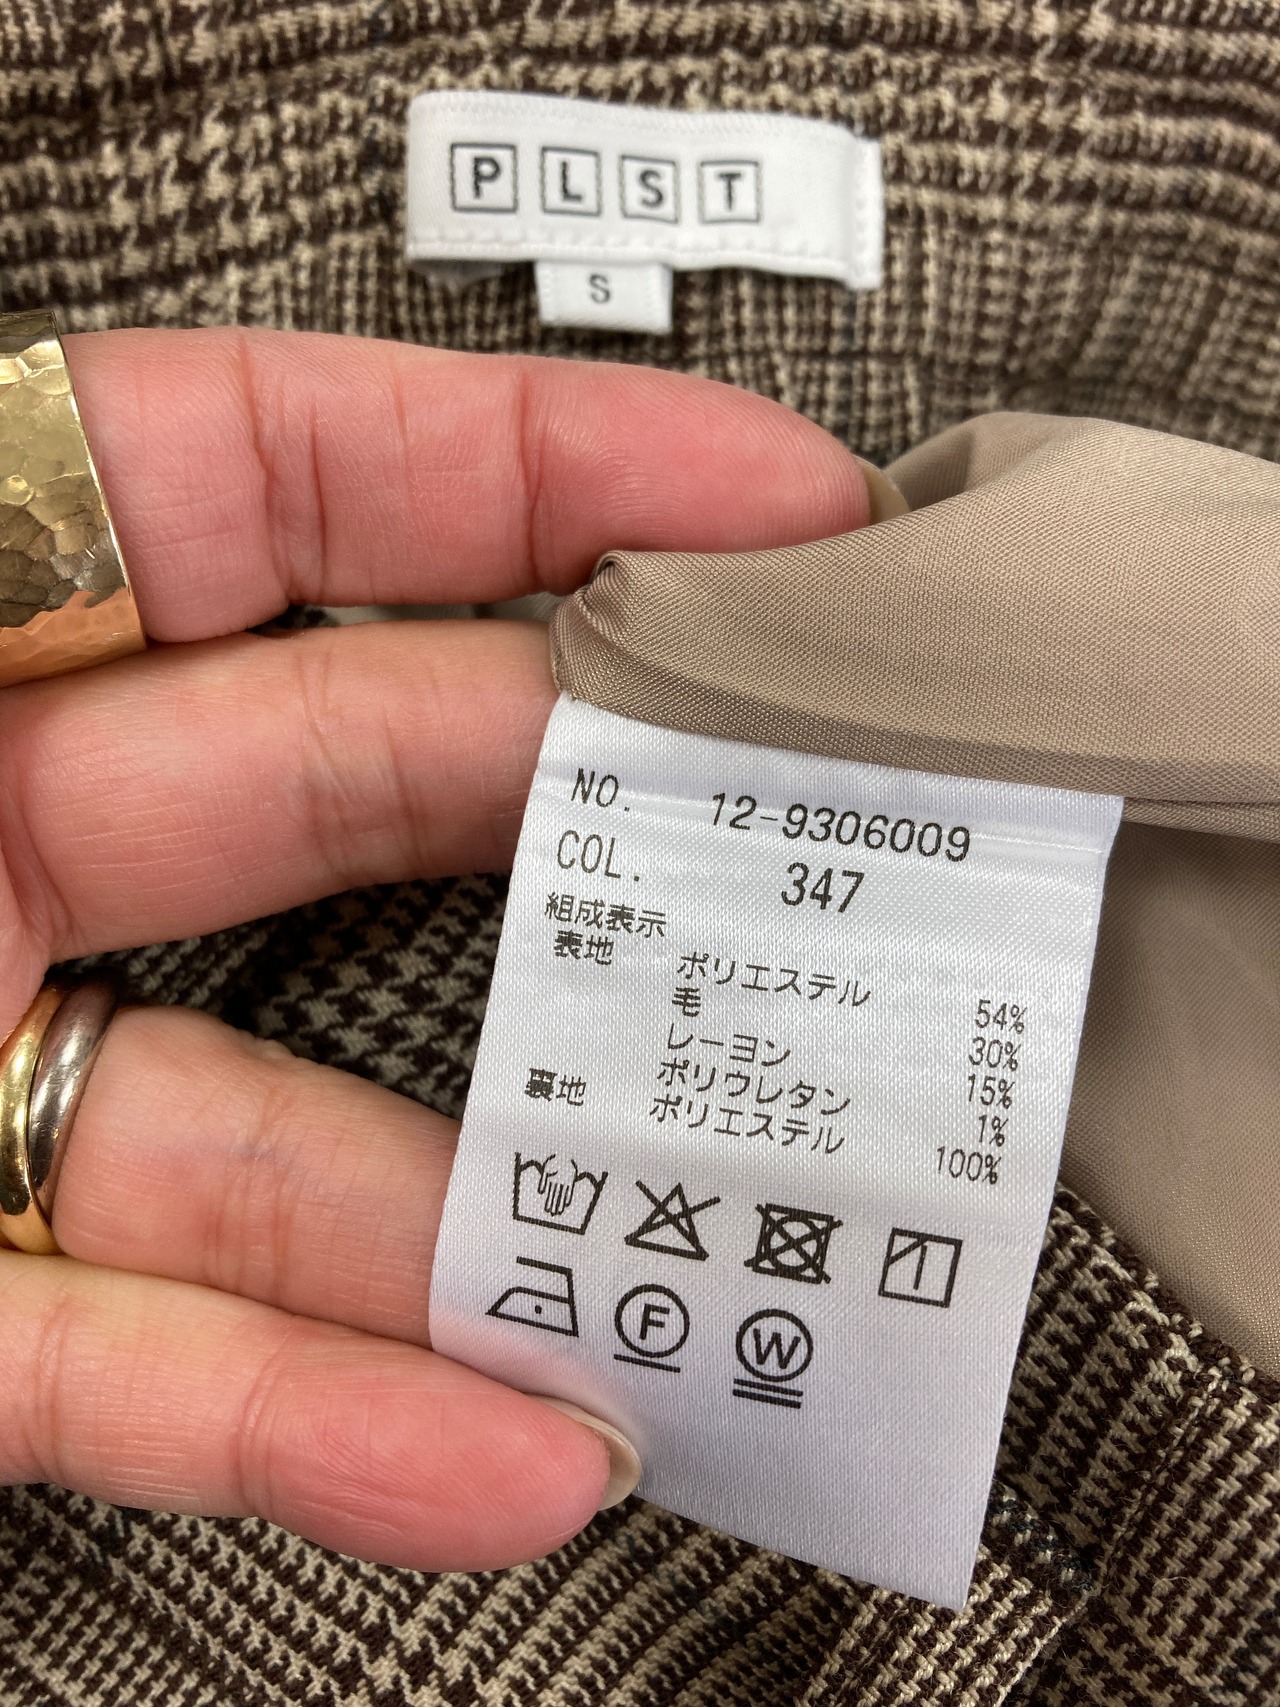 PLST
S
NO. 12-9306009
COL. 347
組成表示
表地 ポリエステル 54%
毛 30%
レーヨン 15%
ポリウレタン 1%
裏地 ポリエステル 100%
F
W